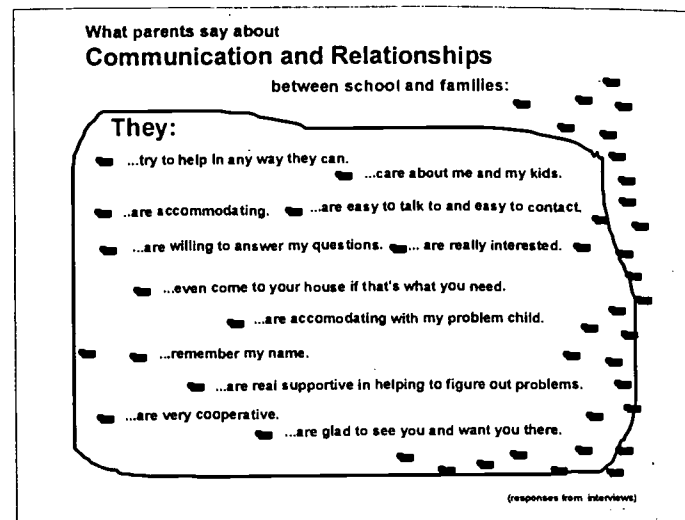 What parents say about
Communication and Relationships
between school and families:
They:
...try to help in any way they can.
...care about me and my kids.
...are accommodating.
...are easy to talk to and easy to contact.
...are willing to answer my questions.
... are really interested.
...even come to your house if that's what you need.
...are accomodating with my problem child.
...remember my name.
...are real supportive in helping to figure out problems.
...are very cooperative.
...are glad to see you and want you there.
(responses from interviews)